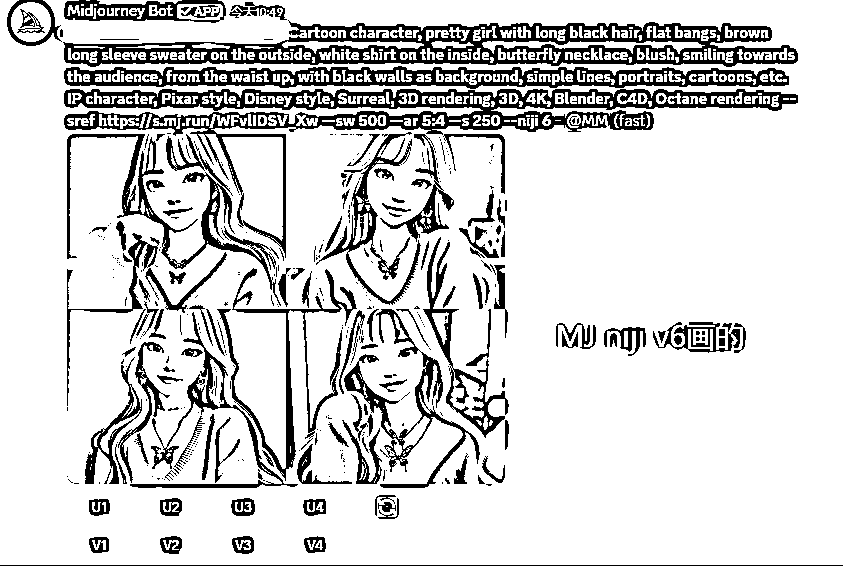 Midjourney Bot ✓APP 今天10:49
Cartoon character, pretty girl with long black hair, flat bangs, brown
long sleeve sweater on the outside, white shirt on the inside, butterfly necklace, blush, smiling towards
the audience, from the waist up, with black walls as background, simple lines, portraits, cartoons, etc.
IP character, Pixar style, Disney style, Surreal, 3D rendering, 3D, 4K, Blender, C4D, Octane rendering --
sref https://s.mj.run/WFvlIDSV_Xw --sw 500 --ar 5:4 --s 250 --niji 6 - @MM (fast)
MJ niji v6画的
U1 U2 U3 U4
V1 V2 V3 V4